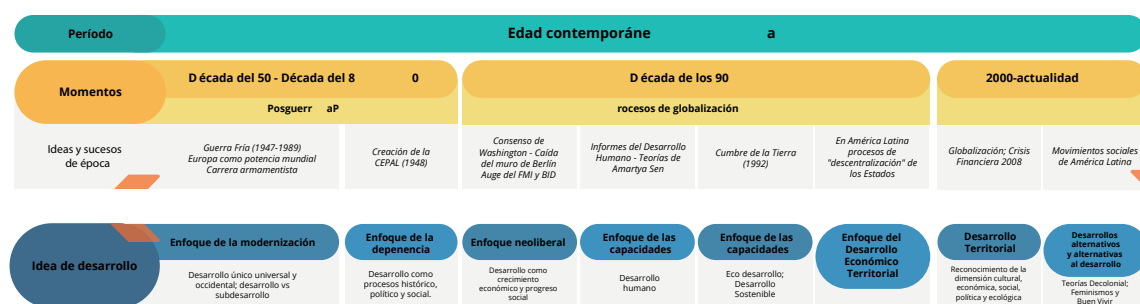 Período
Edad contemporáne a
Momentos
Década del 50 - Década del 8 0
Década de los 90
2000-actualidad
Posguerr aP
rocesos de globalización
Ideas y sucesos
de época
Guerra Fría (1947-1989)
Europa como potencia mundial
Carrera armamentista
Creación de la
CEPAL (1948)
Consenso de
Washington - Caída
del muro de Berlín
Auge del FMI y BID
Informes del Desarrollo
Humano - Teorías de
Amartya Sen
Cumbre de la Tierra
(1992)
En América Latina
procesos de
"descentralización" de
los Estados
Globalización; Crisis
Financiera 2008
Movimientos sociales
de América Latina
Idea de desarrollo
Enfoque de la modernización
Desarrollo único universal y
occidental; desarrollo vs
subdesarrollo
Enfoque de la
depenencia
Desarrollo como
procesos histórico,
político y social.
Enfoque neoliberal
Desarrollo como
crecimiento
económico y progreso
social
Enfoque de las
capacidades
Desarrollo
humano
Enfoque de las
capacidades
Eco desarrollo;
Desarrollo
Sostenible
Enfoque del
Desarrollo
Económico
Territorial
Desarrollo
Territorial
Reconocimiento de la
dimensión cultural,
económica, social,
política y ecológica
Desarrollos
alternativos
y alternativas
al desarrollo
Teorías Decolonial;
Feminismos y
Buen Vivir